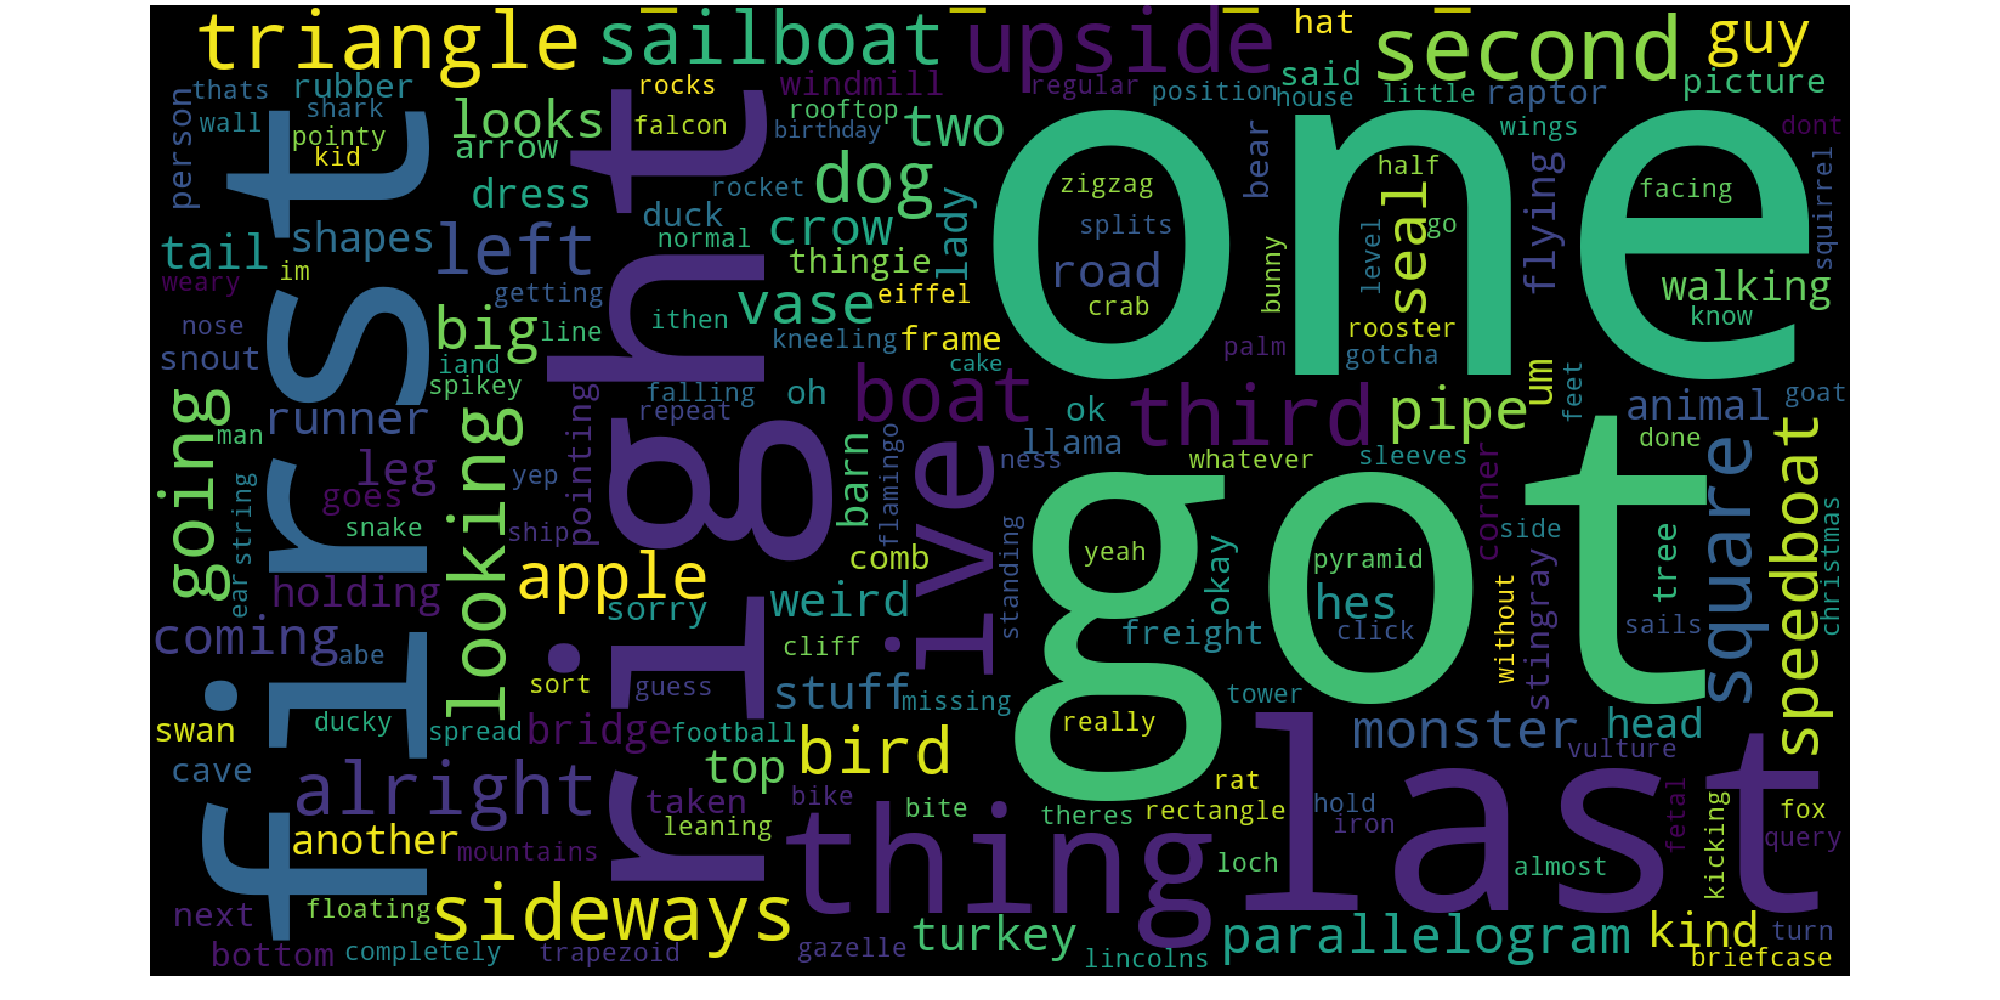 triangle
sailboat
upside
hat
second
guy
thats
rubber
rocks
windmill
regular
said
picture
person
shark
looks
rooftop
position
house
little
raptor
wall
pointy
falcon
birthday
two
one
wings
dont
kid
arrow
dog
bear
half
flying
facing
squirrel
first
right
dress
rocket
zigzag
seal
tail
shapes
left
duck
crow
lady
splits
level
go
normal
thingie
road
bunny
walking
weary
im
getting
vase
eiffel
crab
know
nose
big
line
ithen
kneeling
frame
palm
rooster
gotcha
snout
iand
cake
going
spikey
falling
oh
boat
third
pipe
um
feet
animal
goat
runner
looking
pointing
repeat
ok
man
leg
barn
flamingo
ive
llama
ness
whatever
sleeves
corner
done
square
speedboat
ear
string
goes
yep
got
snake
ship
comb
standing
yeah
okay
pyramid
side
tree
christmas
holding
apple
sorry
weird
hes
without
stingray
coming
abe
cliff
freight
click
sails
sort
guess
stuff
missing
tower
swan
ducky
spread
bridge
football
bird
really
last
monster
head
vulture
cave
alright
top
rat
taken
bike
bite
theres
rectangle
hold
iron
fetal
kicking
fox
query
another
mountains
leaning
thing
loch
almost
next
floating
sideways
turkey
parallelogram
kind
turn
bottom
completely
trapezoid
gazelle
lincolns
briefcase